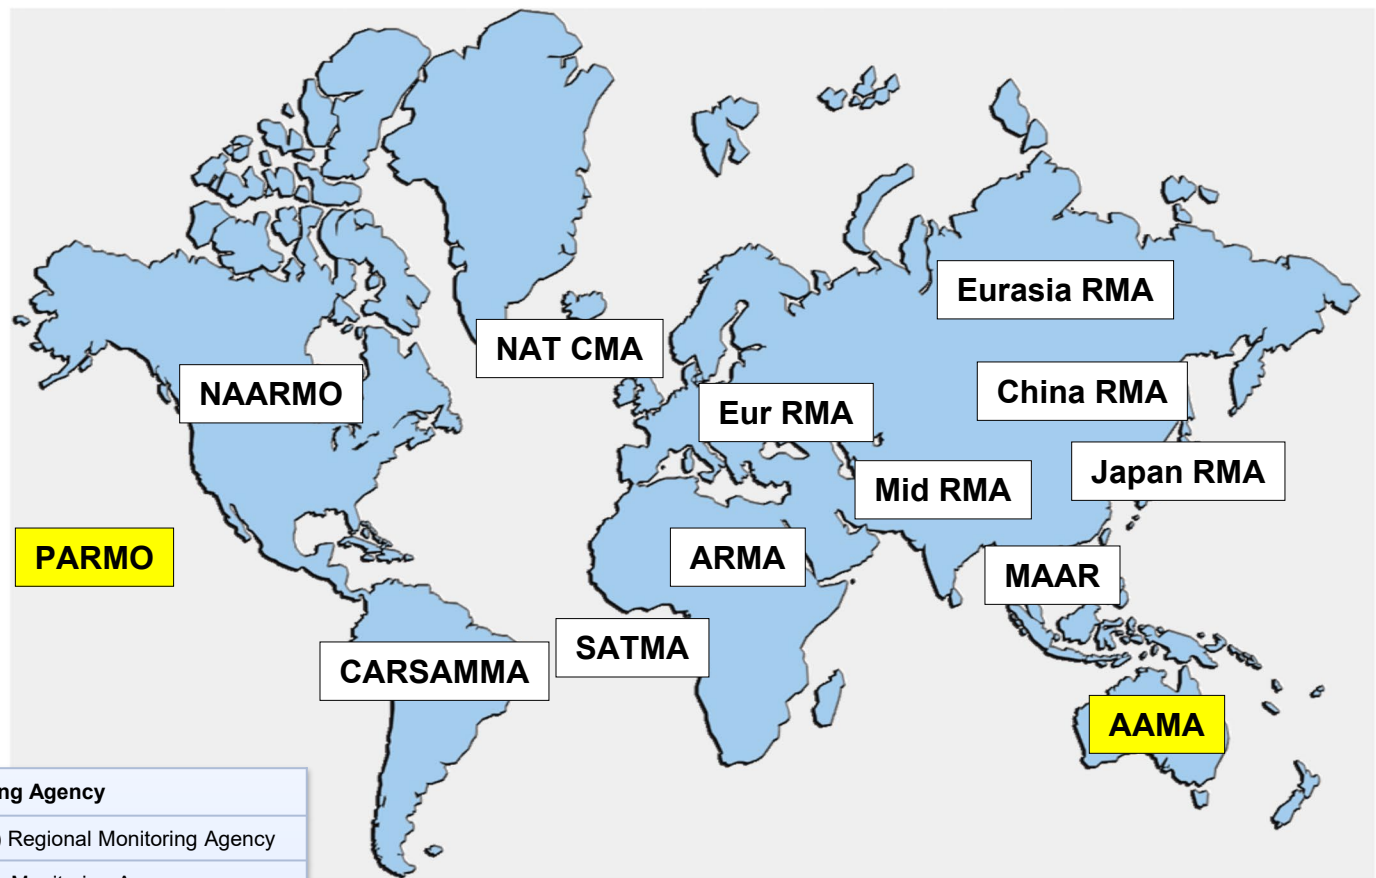 Eurasia RMA
NAT CMA
NAARMO
China RMA
Eur RMA
Japan RMA
Mid RMA
PARMO
ARMA
MAAR
SATMA
CARSAMMA
AAMA
ng Agency
) Regional Monitoring Agency